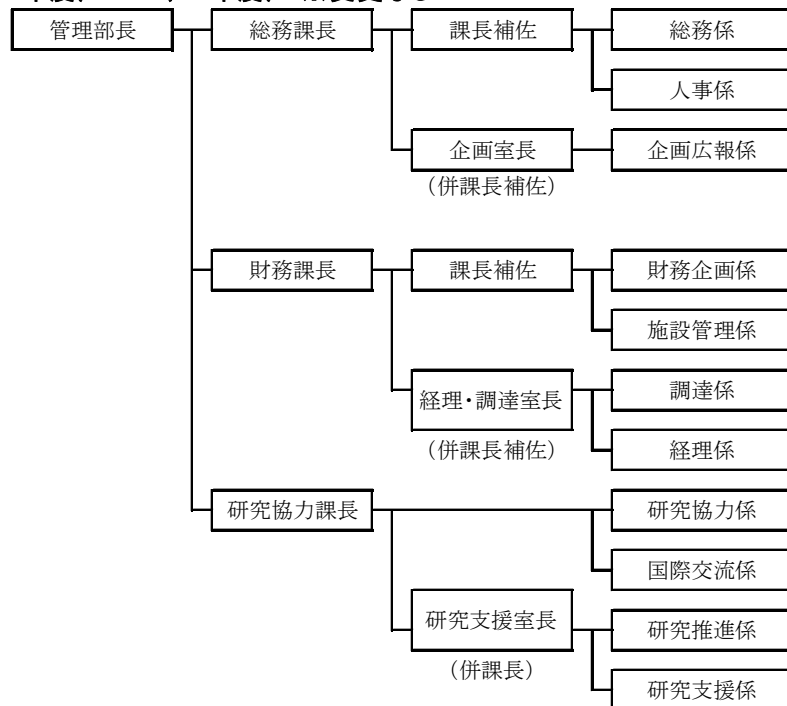 管理部長 総務課長 課長補佐 総務係
人事係
企画室長 企画広報係
（併課長補佐）
財務課長 課長補佐 財務企画係
施設管理係
経理・調達室長 調達係
（併課長補佐） 経理係
研究協力課長 研究協力係
国際交流係
研究支援室長 研究推進係
（併課長）
研究支援係